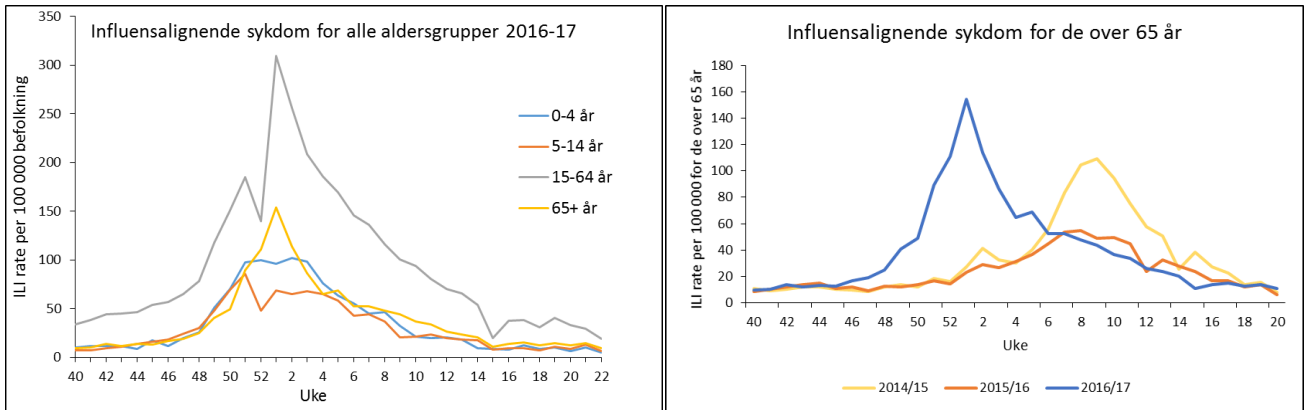 Influensalignende sykdom for alle aldersgrupper 2016-17
ILI rate per 100 000 befolkning
350
300
250
200
150
100
50
0
0-4 år
5-14 år
15-64 år
65+ år
40 42 44 46 48 50 52 2 4 6 8 10 12 14 16 18 20 22
Uke
Influensalignende sykdom for de over 65 år
ILI rate per 100 000 for de over 65 år
180
160
140
120
100
80
60
40
20
0
40 42 44 46 48 50 52 2 4 6 8 10 12 14 16 18 20
Uke
2014/15 2015/16 2016/17